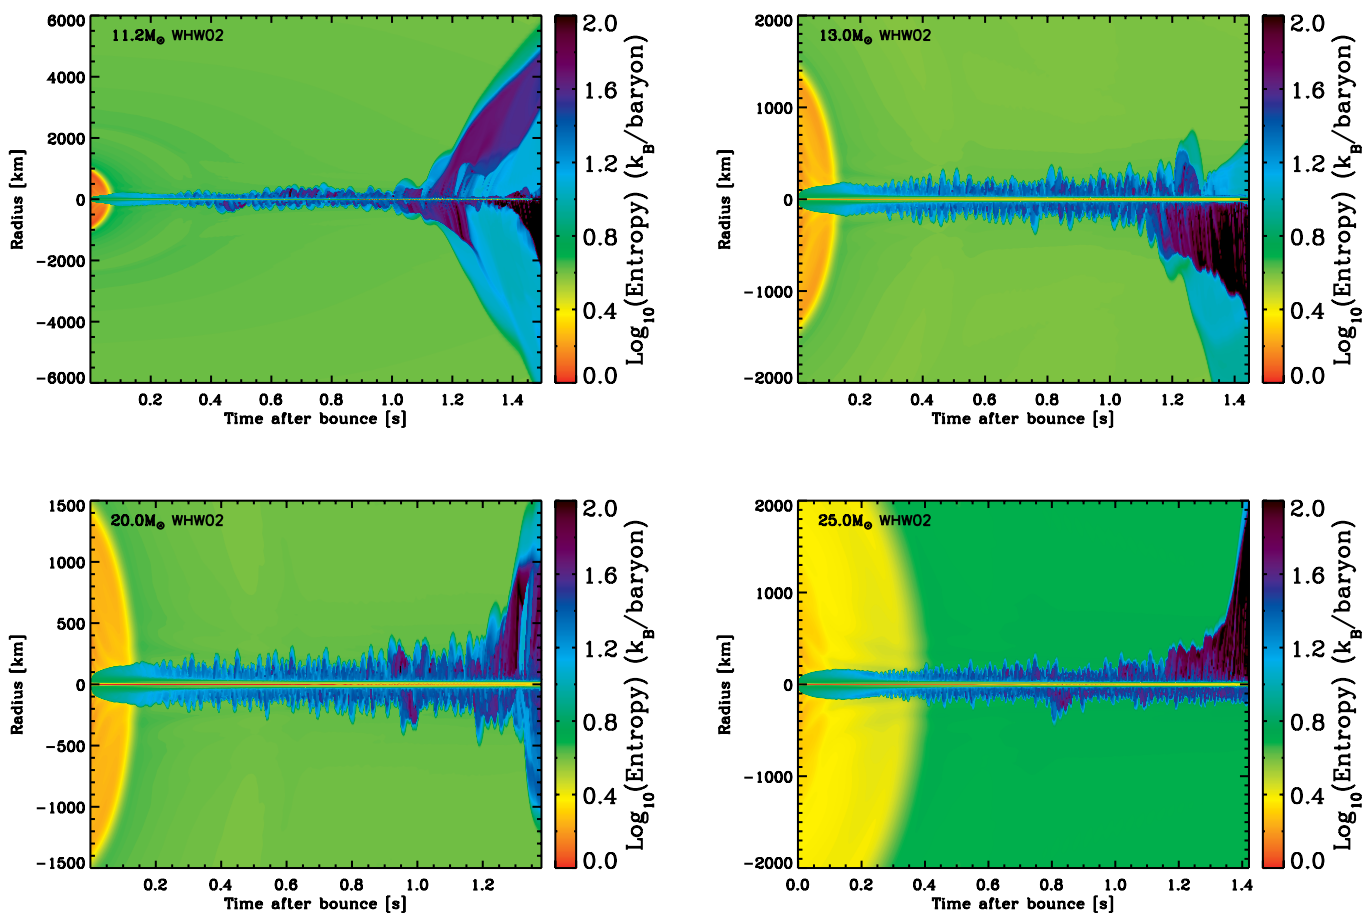 11.2M⊙ WHW02
6000
4000
2000
0
−2000
−4000
−6000
Radius [km]
0.2 0.4 0.6 0.8 1.0 1.2 1.4
Time after bounce [s]
2.0
1.6
1.2
0.8
0.4
0.0
Log10(Entropy) (kB/baryon)
13.0M⊙ WHW02
2000
1000
0
−1000
−2000
Radius [km]
0.2 0.4 0.6 0.8 1.0 1.2 1.4
Time after bounce [s]
2.0
1.6
1.2
0.8
0.4
0.0
Log10(Entropy) (kB/baryon)
20.0M⊙ WHW02
1500
1000
500
0
−500
−1000
−1500
Radius [km]
0.2 0.4 0.6 0.8 1.0 1.2
Time after bounce [s]
2.0
1.6
1.2
0.8
0.4
0.0
Log10(Entropy) (kB/baryon)
25.0M⊙ WHW02
2000
1000
0
−1000
−2000
Radius [km]
0.0 0.2 0.4 0.6 0.8 1.0 1.2 1.4
Time after bounce [s]
2.0
1.6
1.2
0.8
0.4
0.0
Log10(Entropy) (kB/baryon)